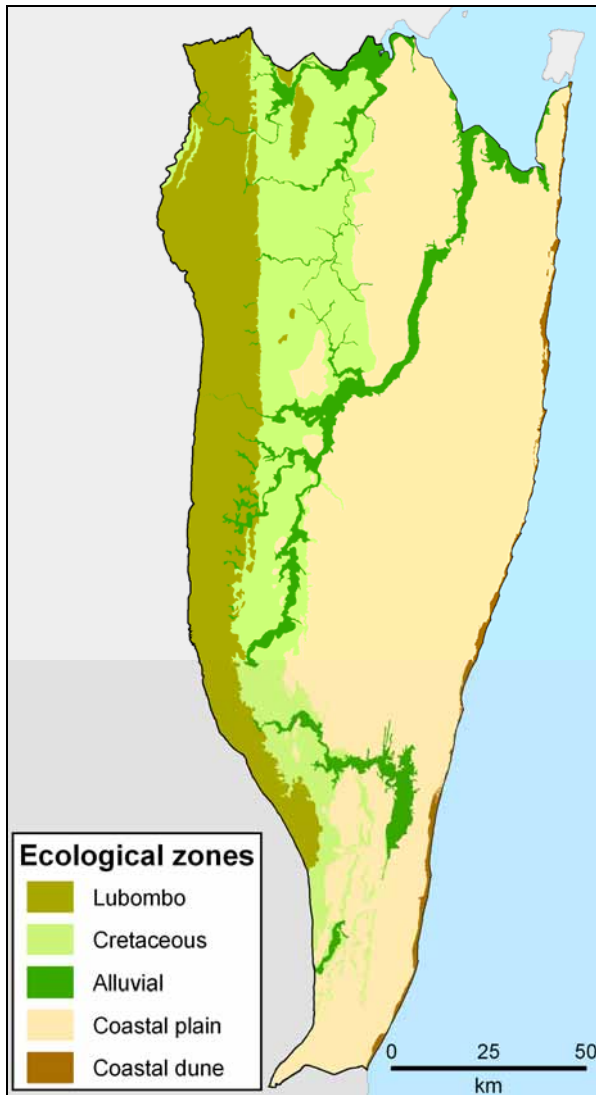 Ecological zones
Lubombo
Cretaceous
Alluvial
Coastal plain
Coastal dune
0 25 50
km